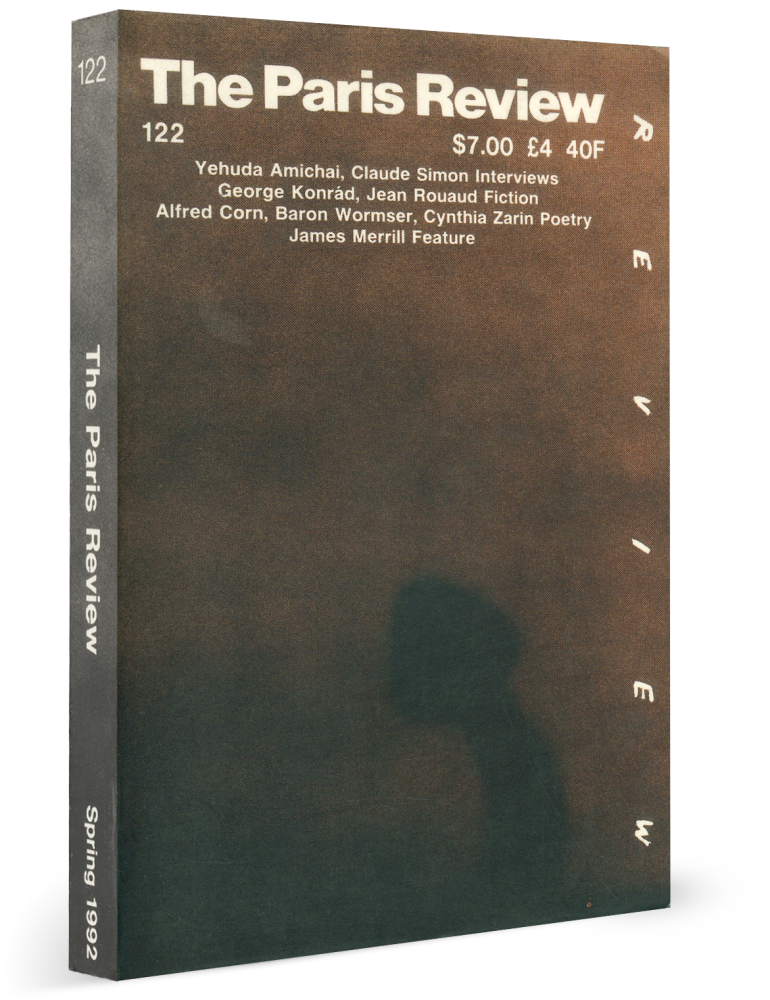 122
The Paris Review
Spring 1992
The Paris Review
122
$7.00 £4 40F
Yehuda Amichai, Claude Simon Interviews
George Konrád, Jean Rouaud Fiction
Alfred Corn, Baron Wormser, Cynthia Zarin Poetry
James Merrill Feature
REVIEW